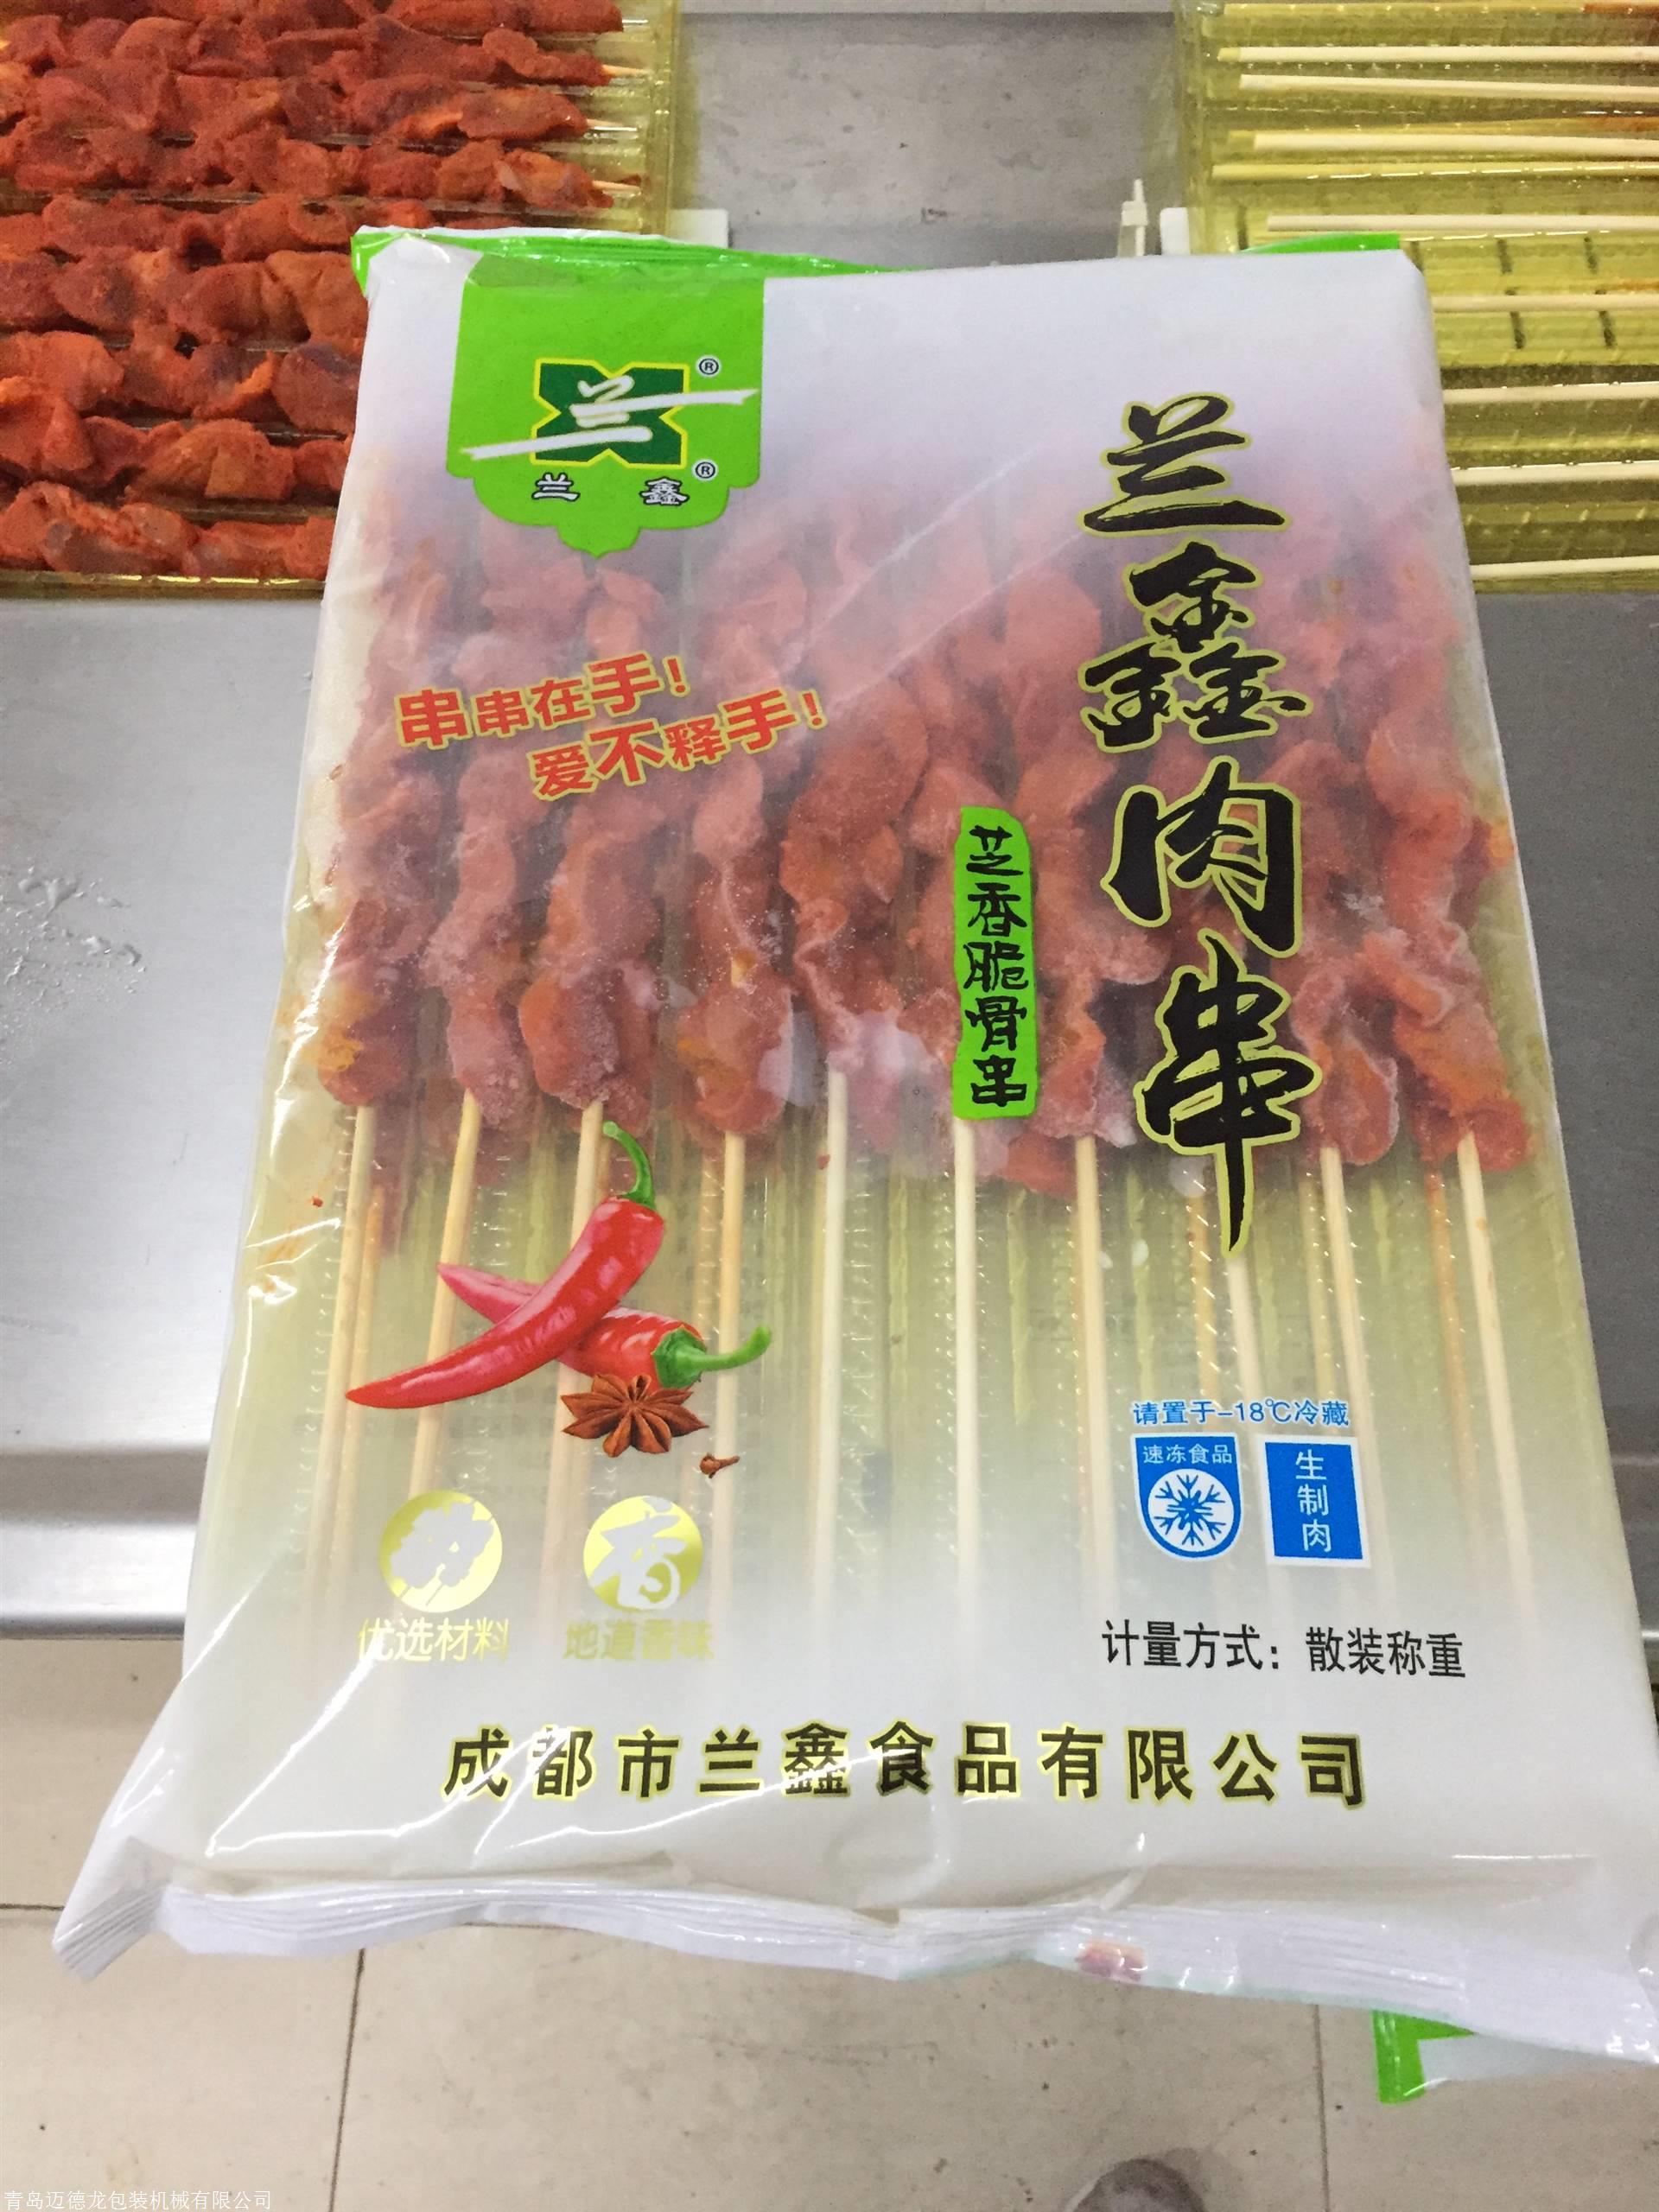 兰
®
®
兰 鑫
兰鑫肉串
串串在手！
爱不释手！
芝香脆骨串
请置于-18℃冷藏
速冻食品
生制肉
香
优选材料
地道香味
计量方式：散装称重
成都市兰鑫食品有限公司
青岛迈德龙包装机械有限公司